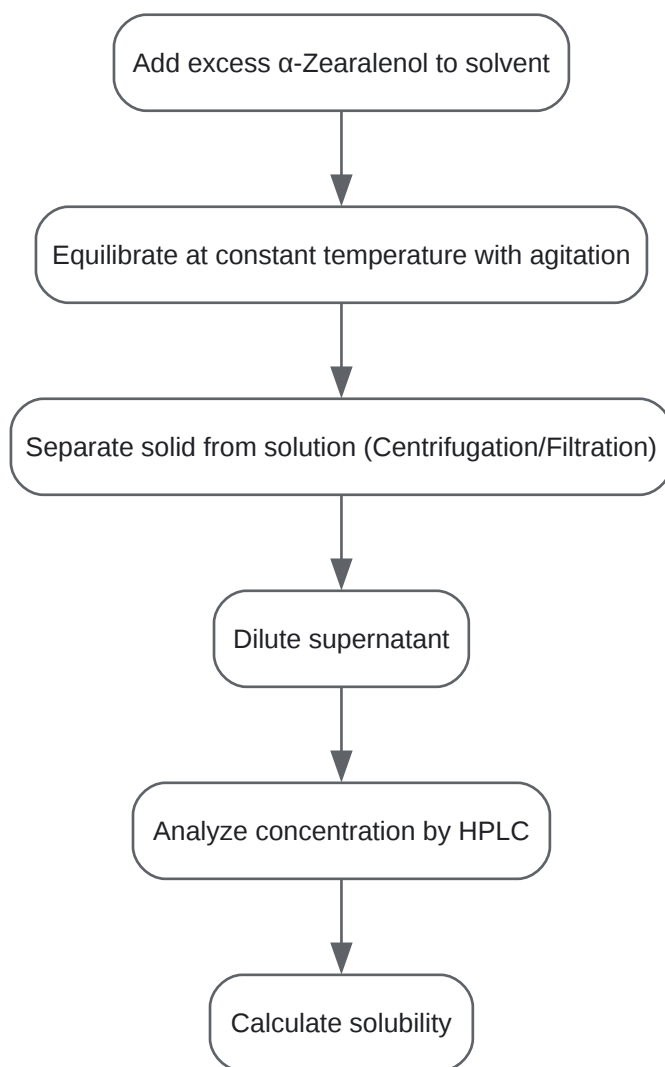 Add excess α-Zearalenol to solvent
Equilibrate at constant temperature with agitation
Separate solid from solution (Centrifugation/Filtration)
Dilute supernatant
Analyze concentration by HPLC
Calculate solubility